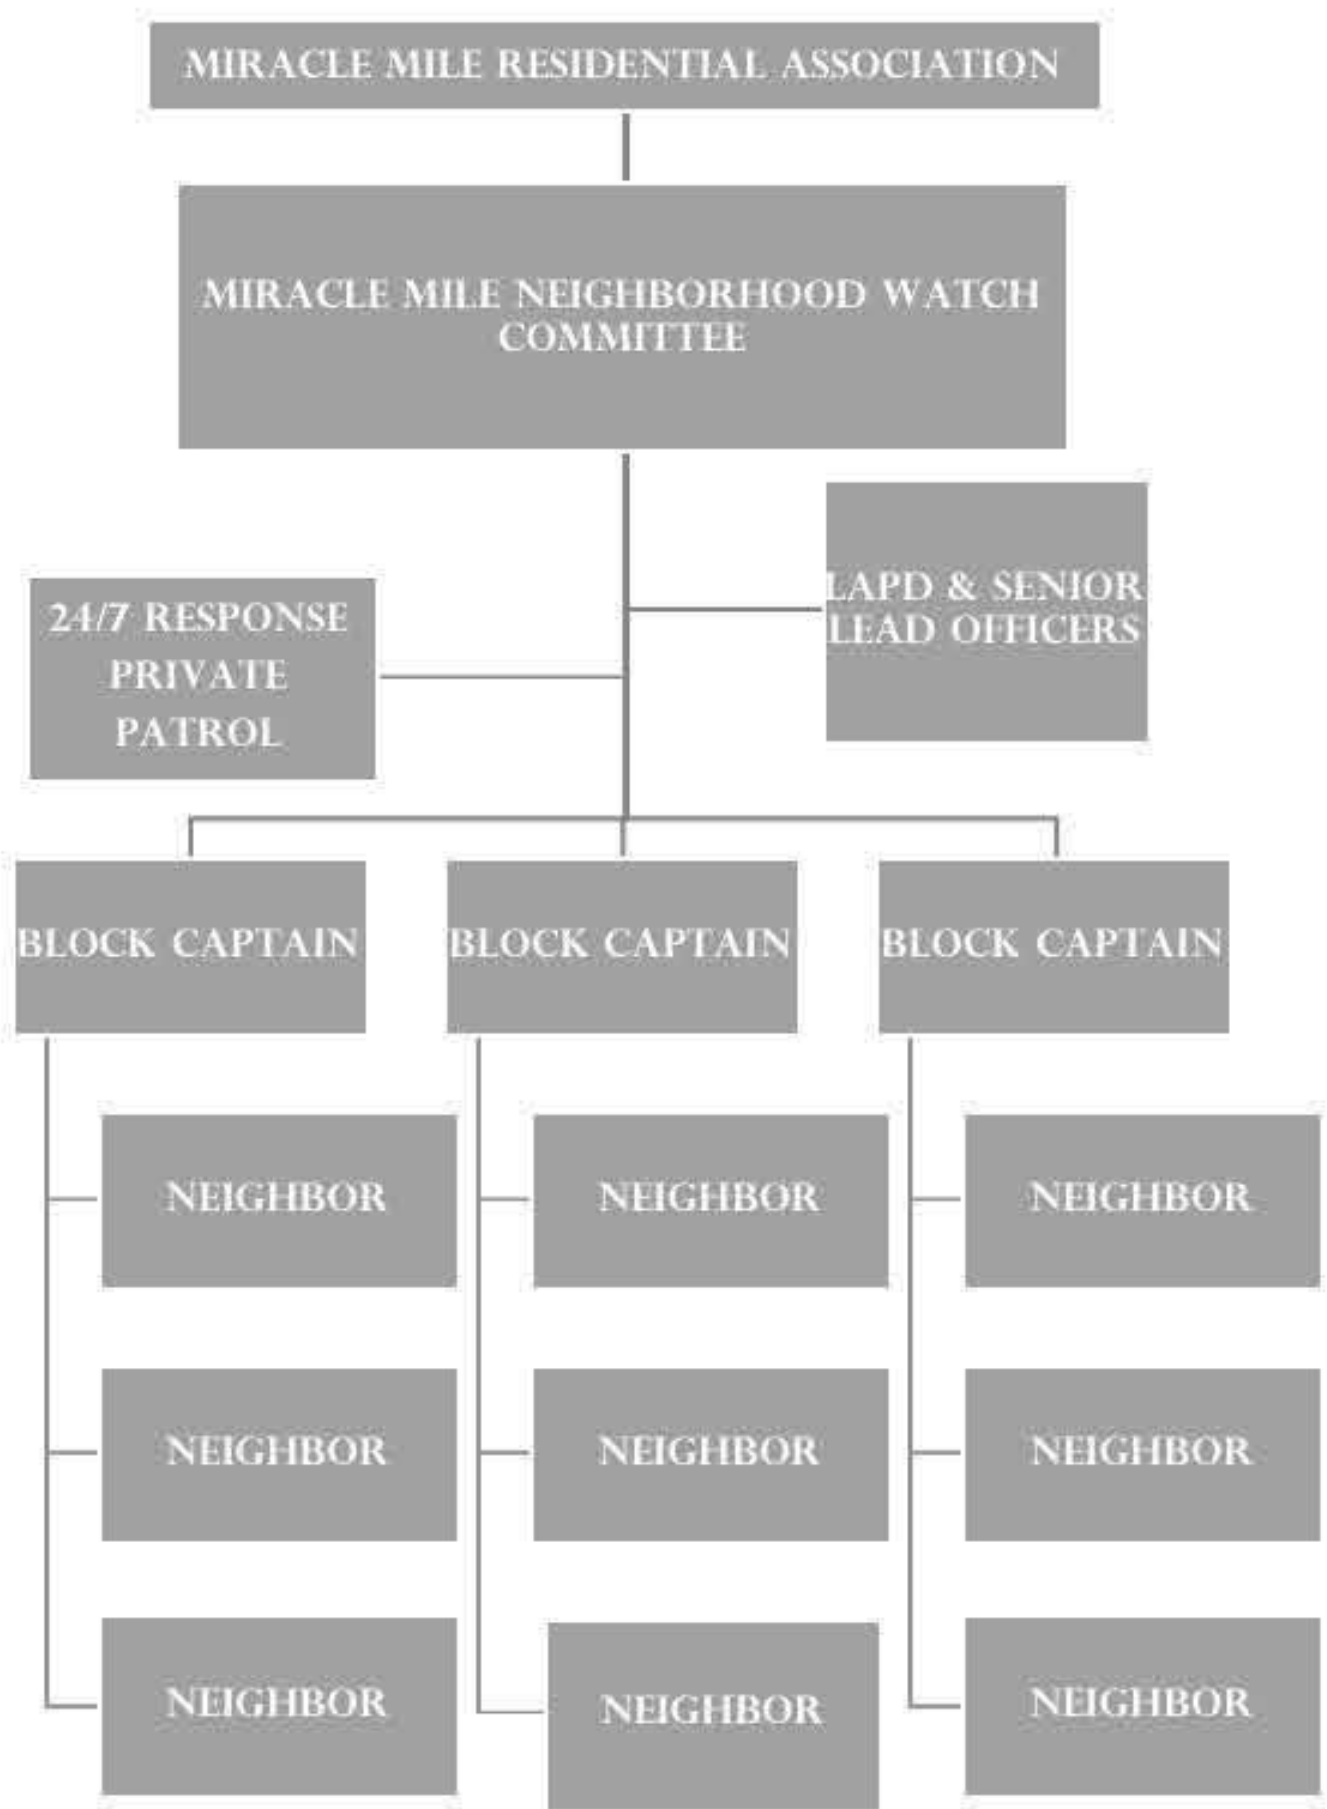 MIRACLE MILE RESIDENTIAL ASSOCIATION
MIRACLE MILE NEIGHBORHOOD WATCH
COMMITTEE
LAPD & SENIOR
LEAD OFFICERS
24/7 RESPONSE
PRIVATE
PATROL
BLOCK CAPTAIN
BLOCK CAPTAIN
BLOCK CAPTAIN
NEIGHBOR
NEIGHBOR
NEIGHBOR
NEIGHBOR
NEIGHBOR
NEIGHBOR
NEIGHBOR
NEIGHBOR
NEIGHBOR